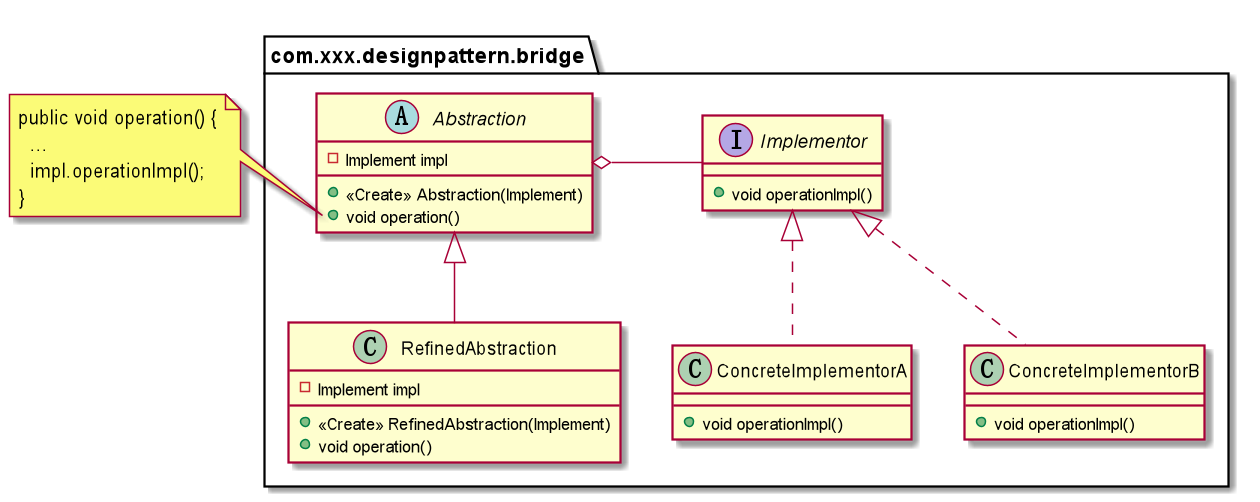 com.xxx.designpattern.bridge
public void operation() {
...
impl.operationImpl();
}
A Abstraction
Implement impl
«Create» Abstraction(Implement)
void operation()
I Implementor
void operationImpl()
C RefinedAbstraction
Implement impl
«Create» RefinedAbstraction(Implement)
void operation()
C ConcreteImplementorA
void operationImpl()
C ConcreteImplementorB
void operationImpl()